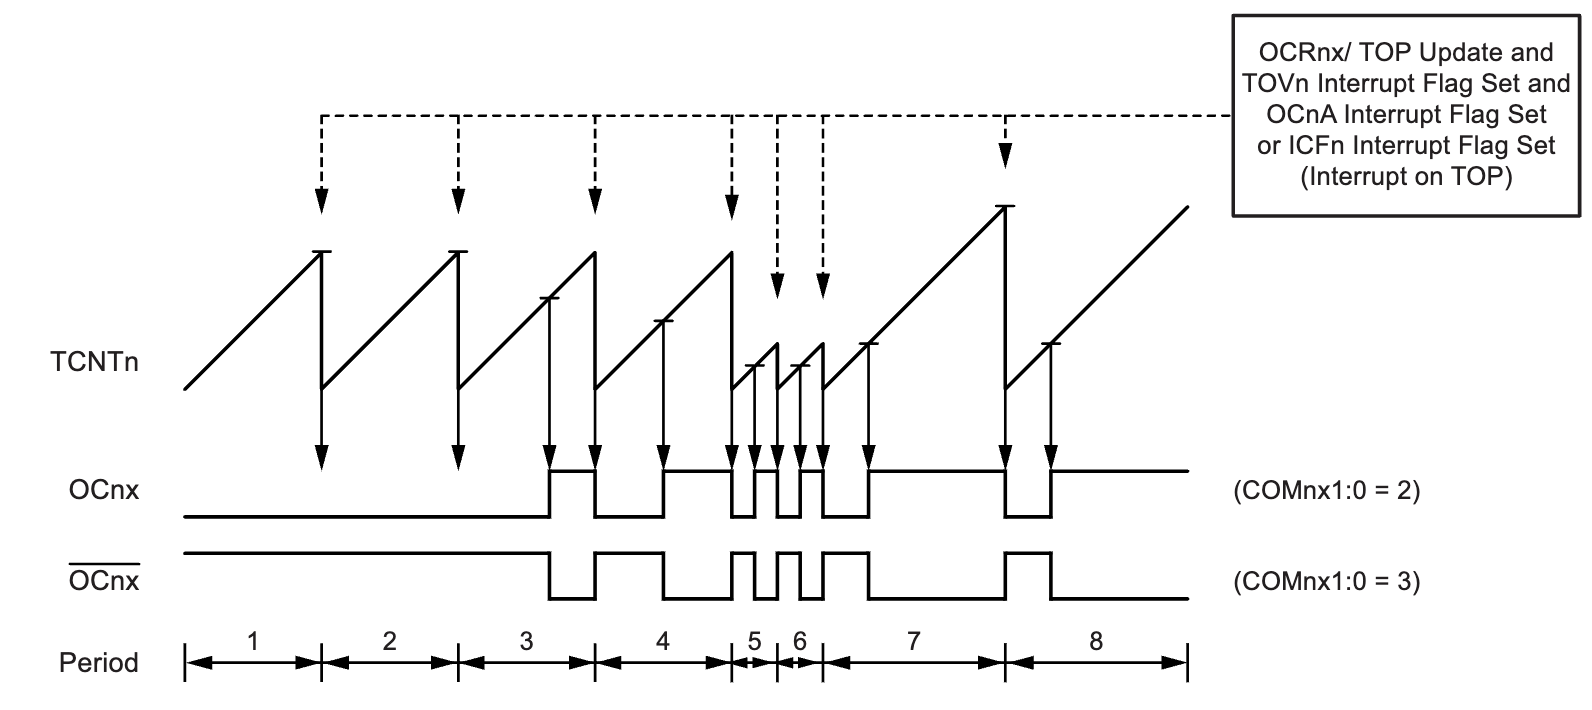 OCRnx/ TOP Update and
TOVn Interrupt Flag Set and
OCnA Interrupt Flag Set
or ICFn Interrupt Flag Set
(Interrupt on TOP)
TCNTn
OCnx
(COMnx1:0 = 2)
OCnx
(COMnx1:0 = 3)
Period
1 2 3 4 5 6 7 8